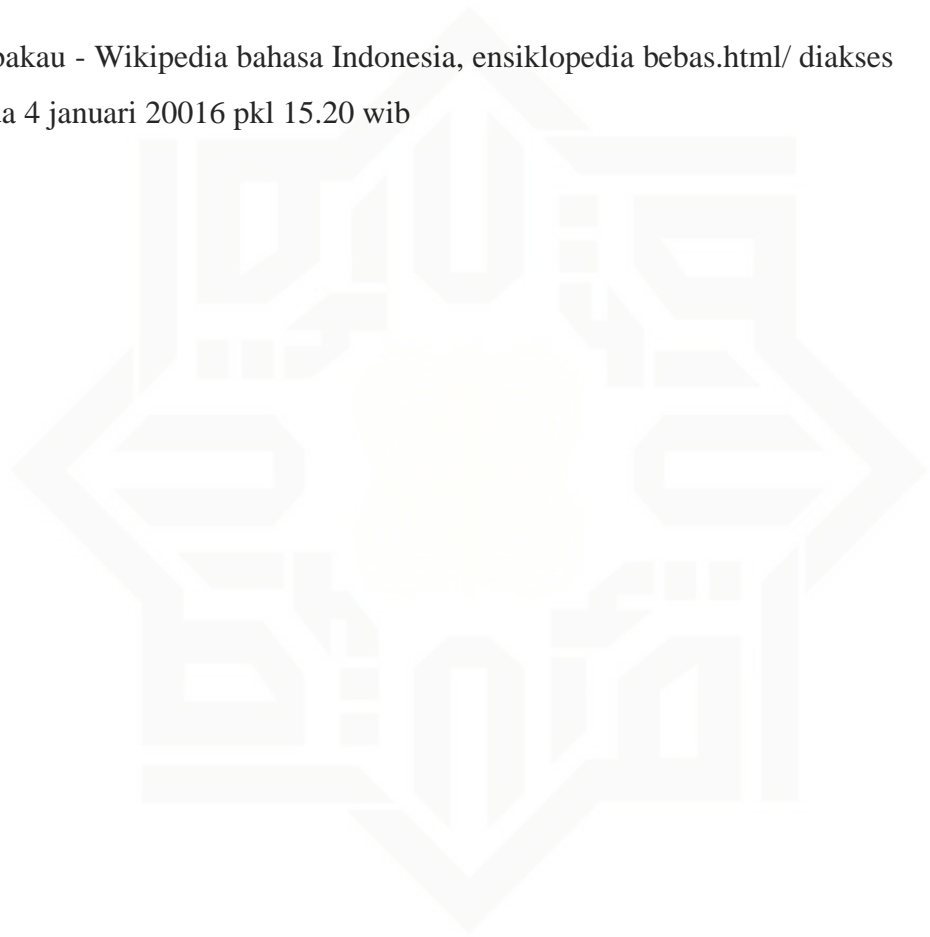 bakau - Wikipedia bahasa Indonesia, ensiklopedia bebas.html/ diakses
a 4 januari 20016 pkl 15.20 wib